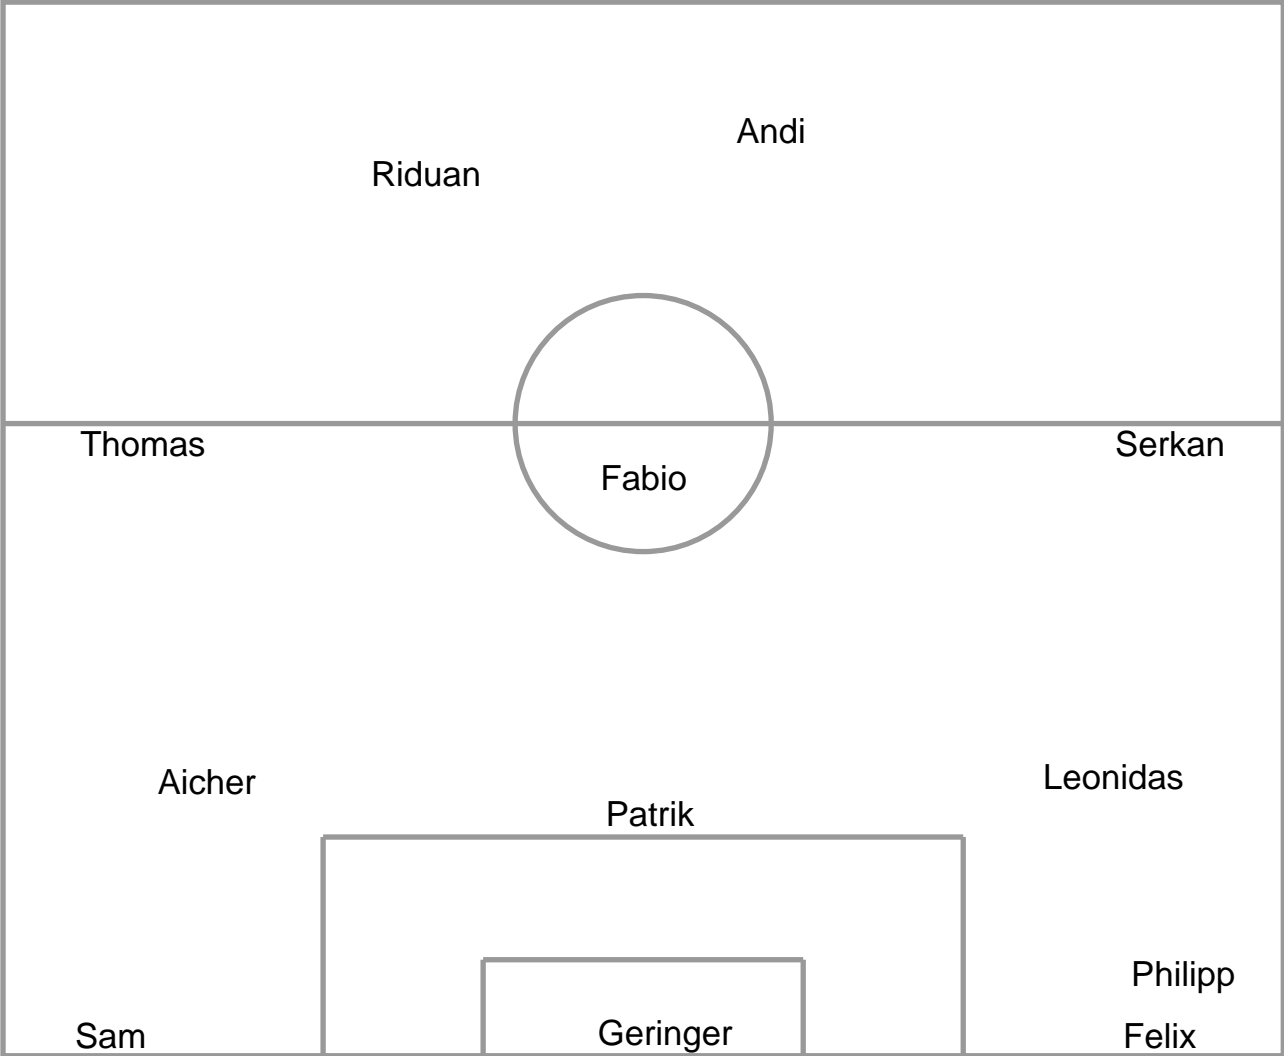 Andi
Riduan
Thomas
Serkan
Fabio
Leonidas
Aicher
Patrik
Philipp
Geringer
Sam
Felix